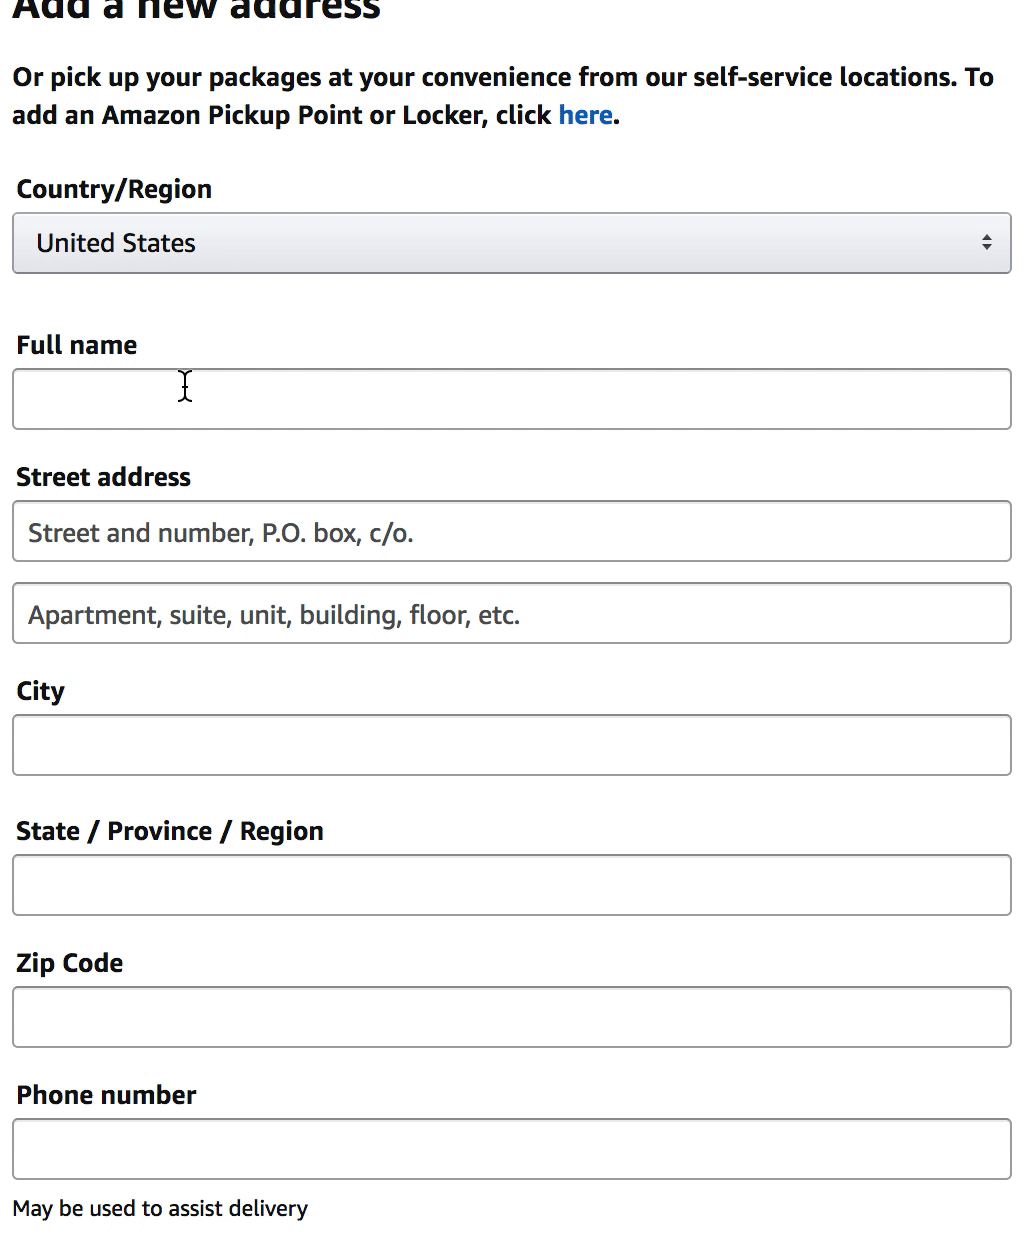 Add a new address
Or pick up your packages at your convenience from our self-service locations. To
add an Amazon Pickup Point or Locker, click here.
Country/Region
United States
Full name
Street address
Street and number, P.O. box, c/o.
Apartment, suite, unit, building, floor, etc.
City
State / Province / Region
Zip Code
Phone number
May be used to assist delivery